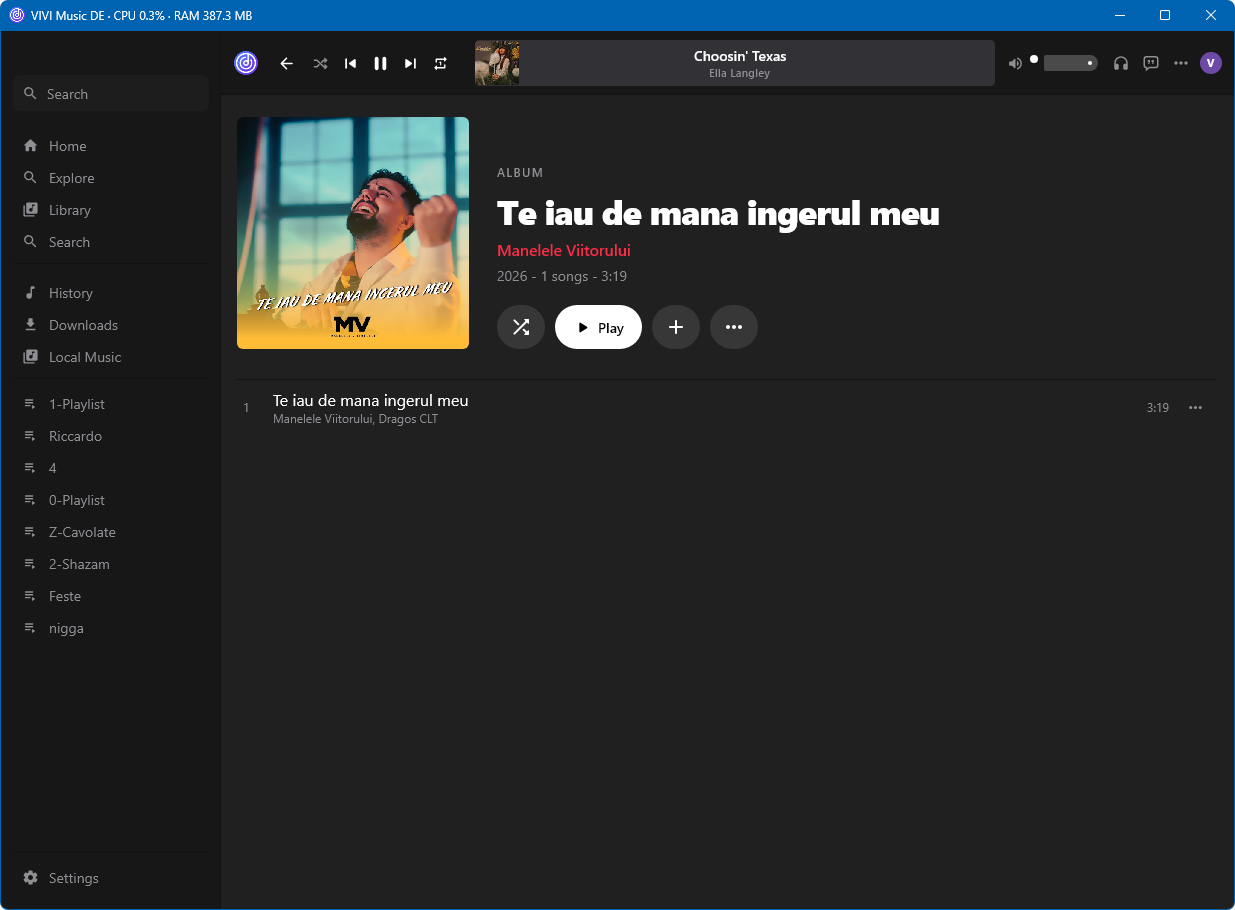 VIVI Music DE · CPU 0.3% · RAM 387.3 MB
Choosin' Texas
Ella Langley
V
Search
Home
Explore
Library
Search
History
Downloads
Local Music
1-Playlist
Riccardo
4
0-Playlist
Z-Cavolate
2-Shazam
Feste
nigga
Settings
TE IAU DE MANA INGERUL MEU
MV
ALBUM
Te iau de mana ingerul meu
Manelele Viitorului
2026 - 1 songs - 3:19
Play
1
Te iau de mana ingerul meu
3:19
Manelele Viitorului, Dragos CLT